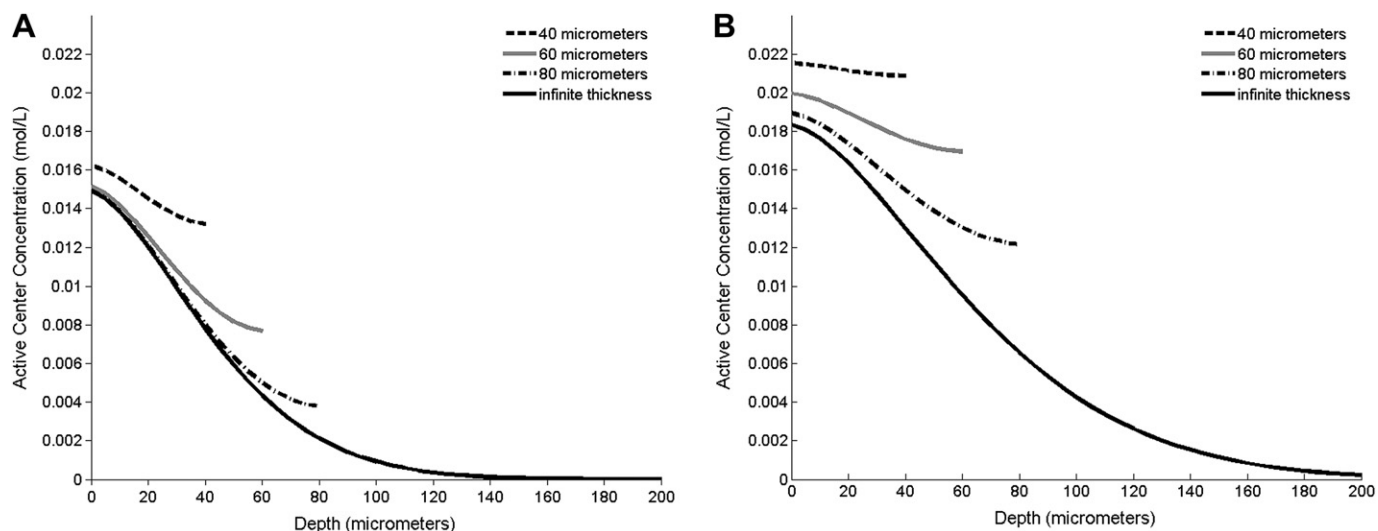 A
40 micrometers
60 micrometers
80 micrometers
infinite thickness
Active Center Concentration (mol/L)
0.022
0.02
0.018
0.016
0.014
0.012
0.01
0.008
0.006
0.004
0.002
0
0 20 40 60 80 100 120 140 160 180 200
Depth (micrometers)
B
40 micrometers
60 micrometers
80 micrometers
infinite thickness
Active Center Concentration (mol/L)
0.022
0.02
0.018
0.016
0.014
0.012
0.01
0.008
0.006
0.004
0.002
0
0 20 40 60 80 100 120 140 160 180 200
Depth (micrometers)